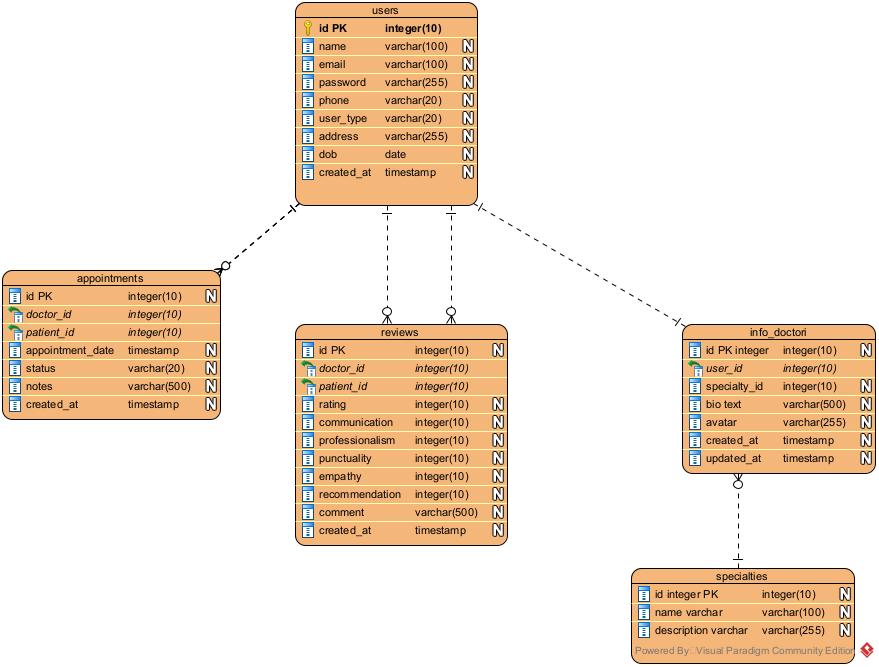 users
id PK integer(10)
name varchar(100) N
email varchar(100) N
password varchar(255) N
phone varchar(20) N
user_type varchar(20) N
address varchar(255) N
dob date N
created_at timestamp N
appointments
id PK integer(10) N
doctor_id integer(10)
patient_id integer(10)
appointment_date timestamp N
status varchar(20) N
notes varchar(500) N
created_at timestamp N
reviews
id PK integer(10) N
doctor_id integer(10)
patient_id integer(10)
rating integer(10) N
communication integer(10) N
professionalism integer(10) N
punctuality integer(10) N
empathy integer(10) N
recommendation integer(10) N
comment varchar(500) N
created_at timestamp N
info_doctori
id PK integer integer(10) N
user_id integer(10)
specialty_id integer(10) N
bio text varchar(500) N
avatar varchar(255) N
created_at timestamp N
updated_at timestamp N
specialties
id integer PK integer(10) N
name varchar varchar(100) N
description varchar varchar(255) N
Powered By Visual Paradigm Community Edition